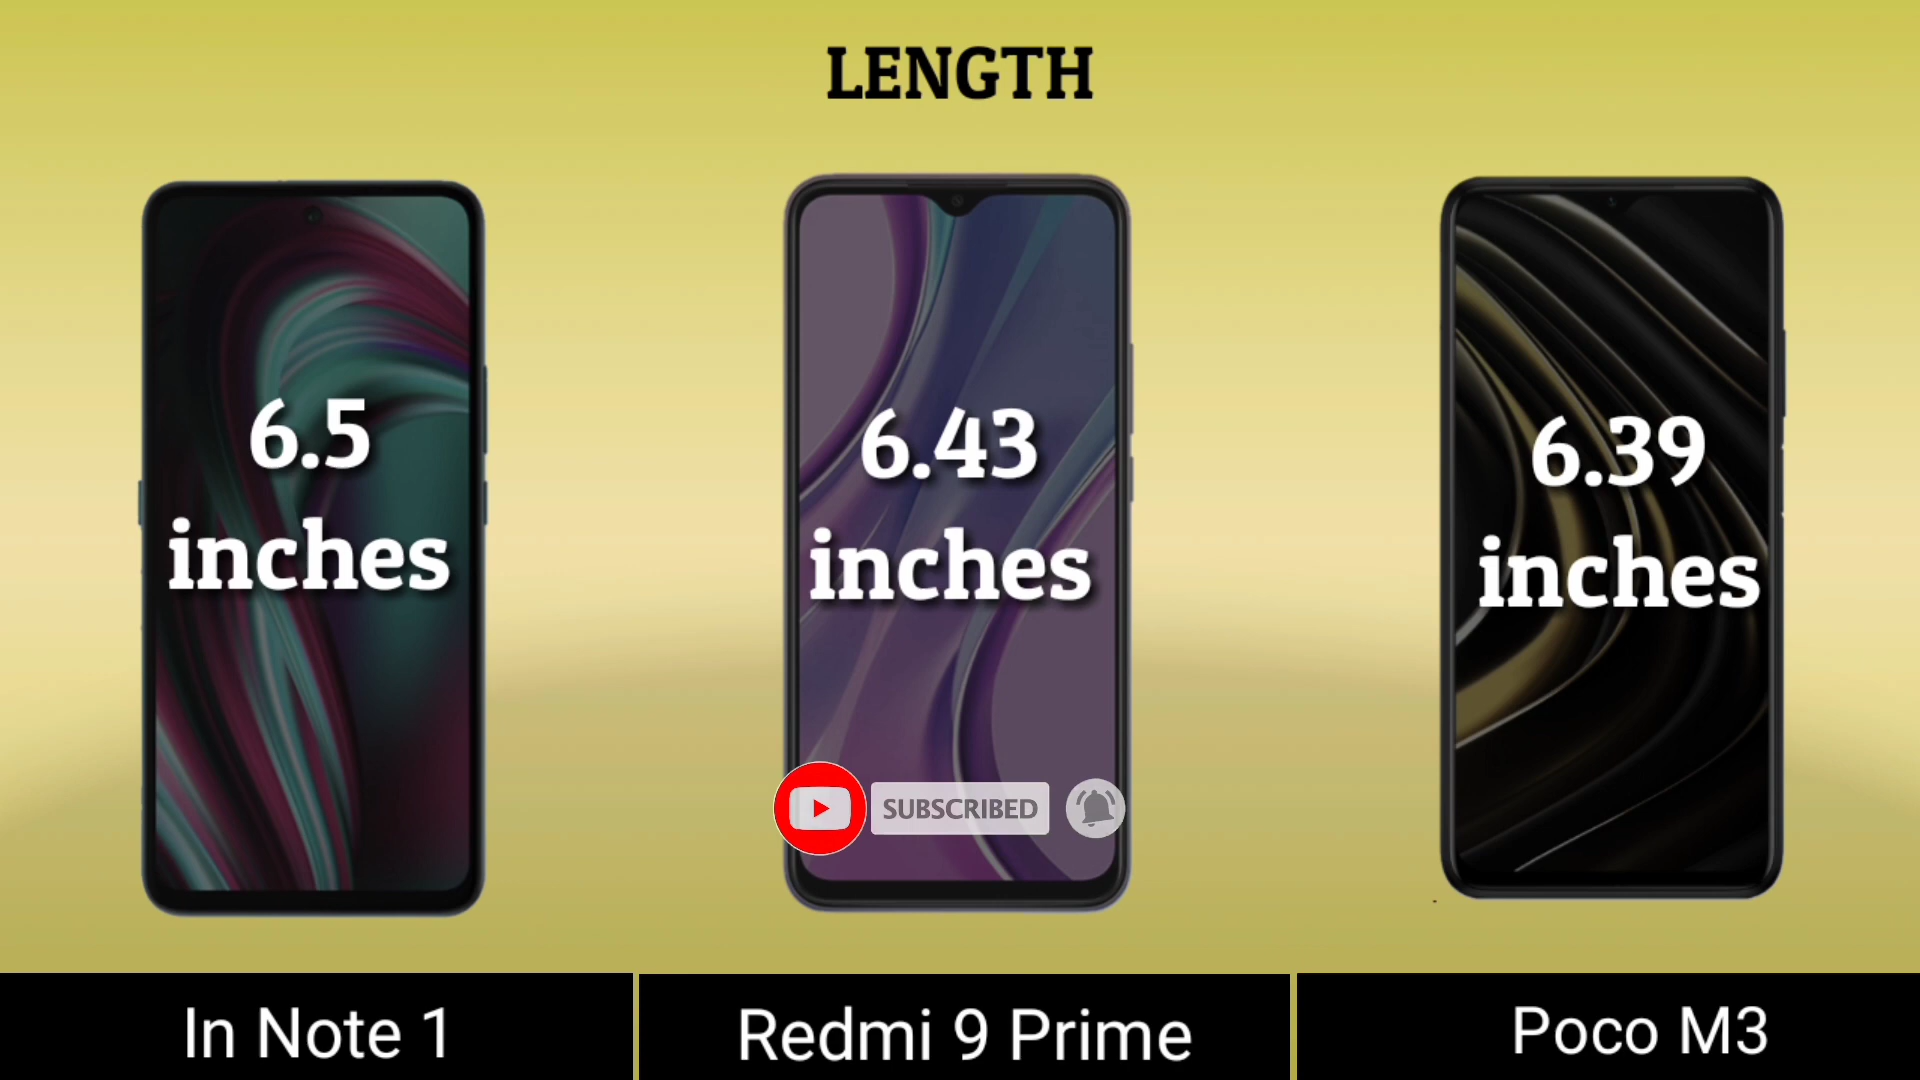 LENGTH
6.5
inches
6.43
inches
6.39
inches
SUBSCRIBED
In Note 1
Redmi 9 Prime
Poco M3